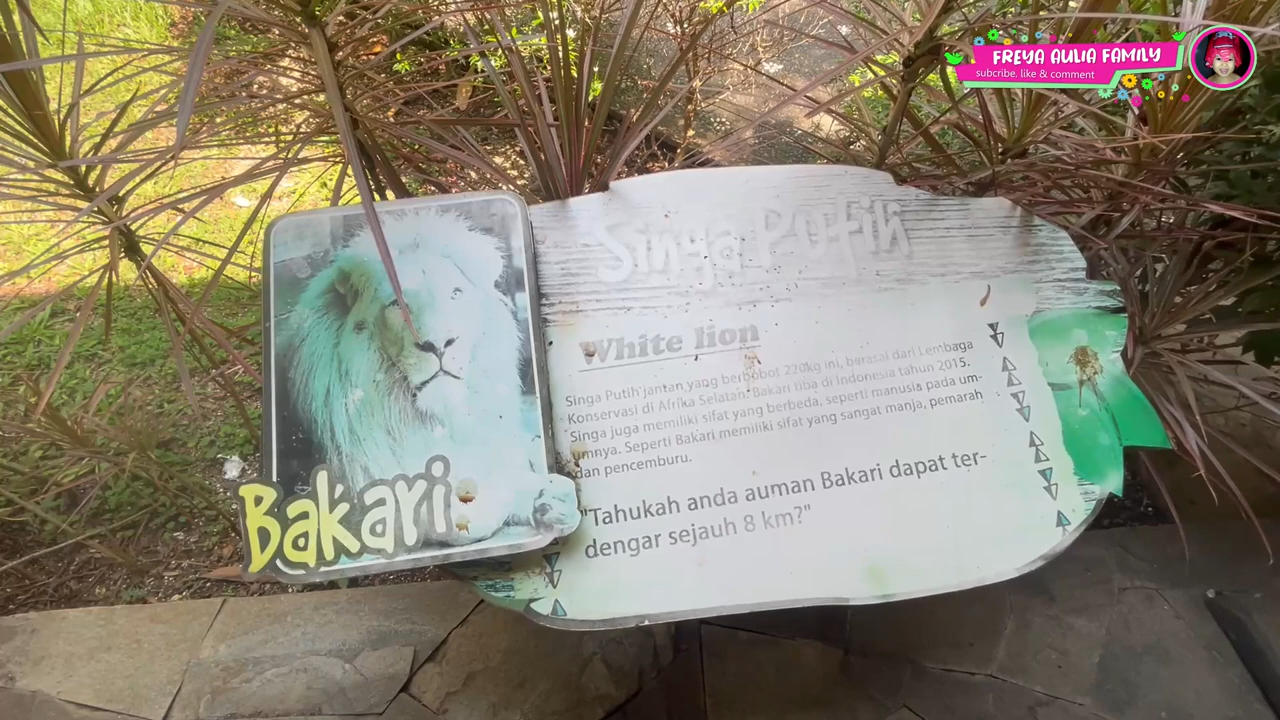 FREYA AULIA FAMILY
subcribe, like & comment
Singa Putih
White lion
Singa Putih jantan yang berbobot 220kg ini, berasal dari Lembaga
Konservasi di Afrika Selatan. Bakari tiba di Indonesia tahun 2015.
Singa juga memiliki sifat yang berbeda, seperti manusia pada um-
umnya. Seperti Bakari memiliki sifat yang sangat manja, pemarah
dan pencemburu.
"Tahukah anda auman Bakari dapat ter-
dengar sejauh 8 km?"
Bakari